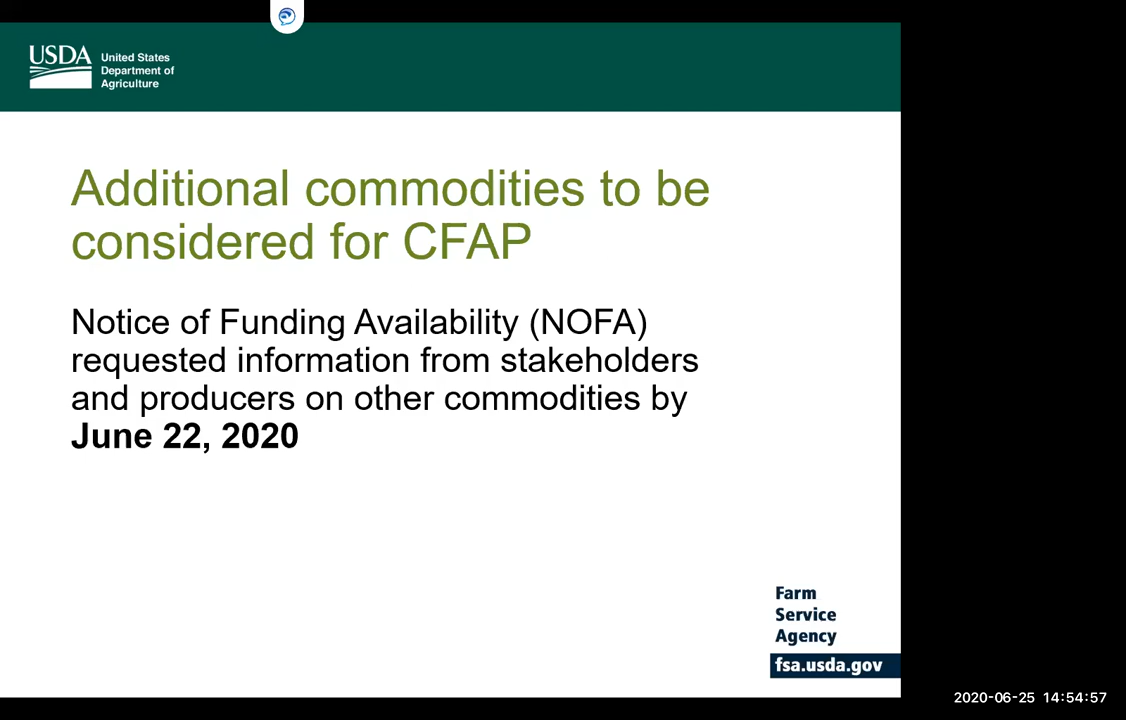 USDA
United States
Department of
Agriculture
Additional commodities to be
considered for CFAP
Notice of Funding Availability (NOFA)
requested information from stakeholders
and producers on other commodities by
June 22, 2020
Farm
Service
Agency
fsa.usda.gov
2020-06-25 14:54:57